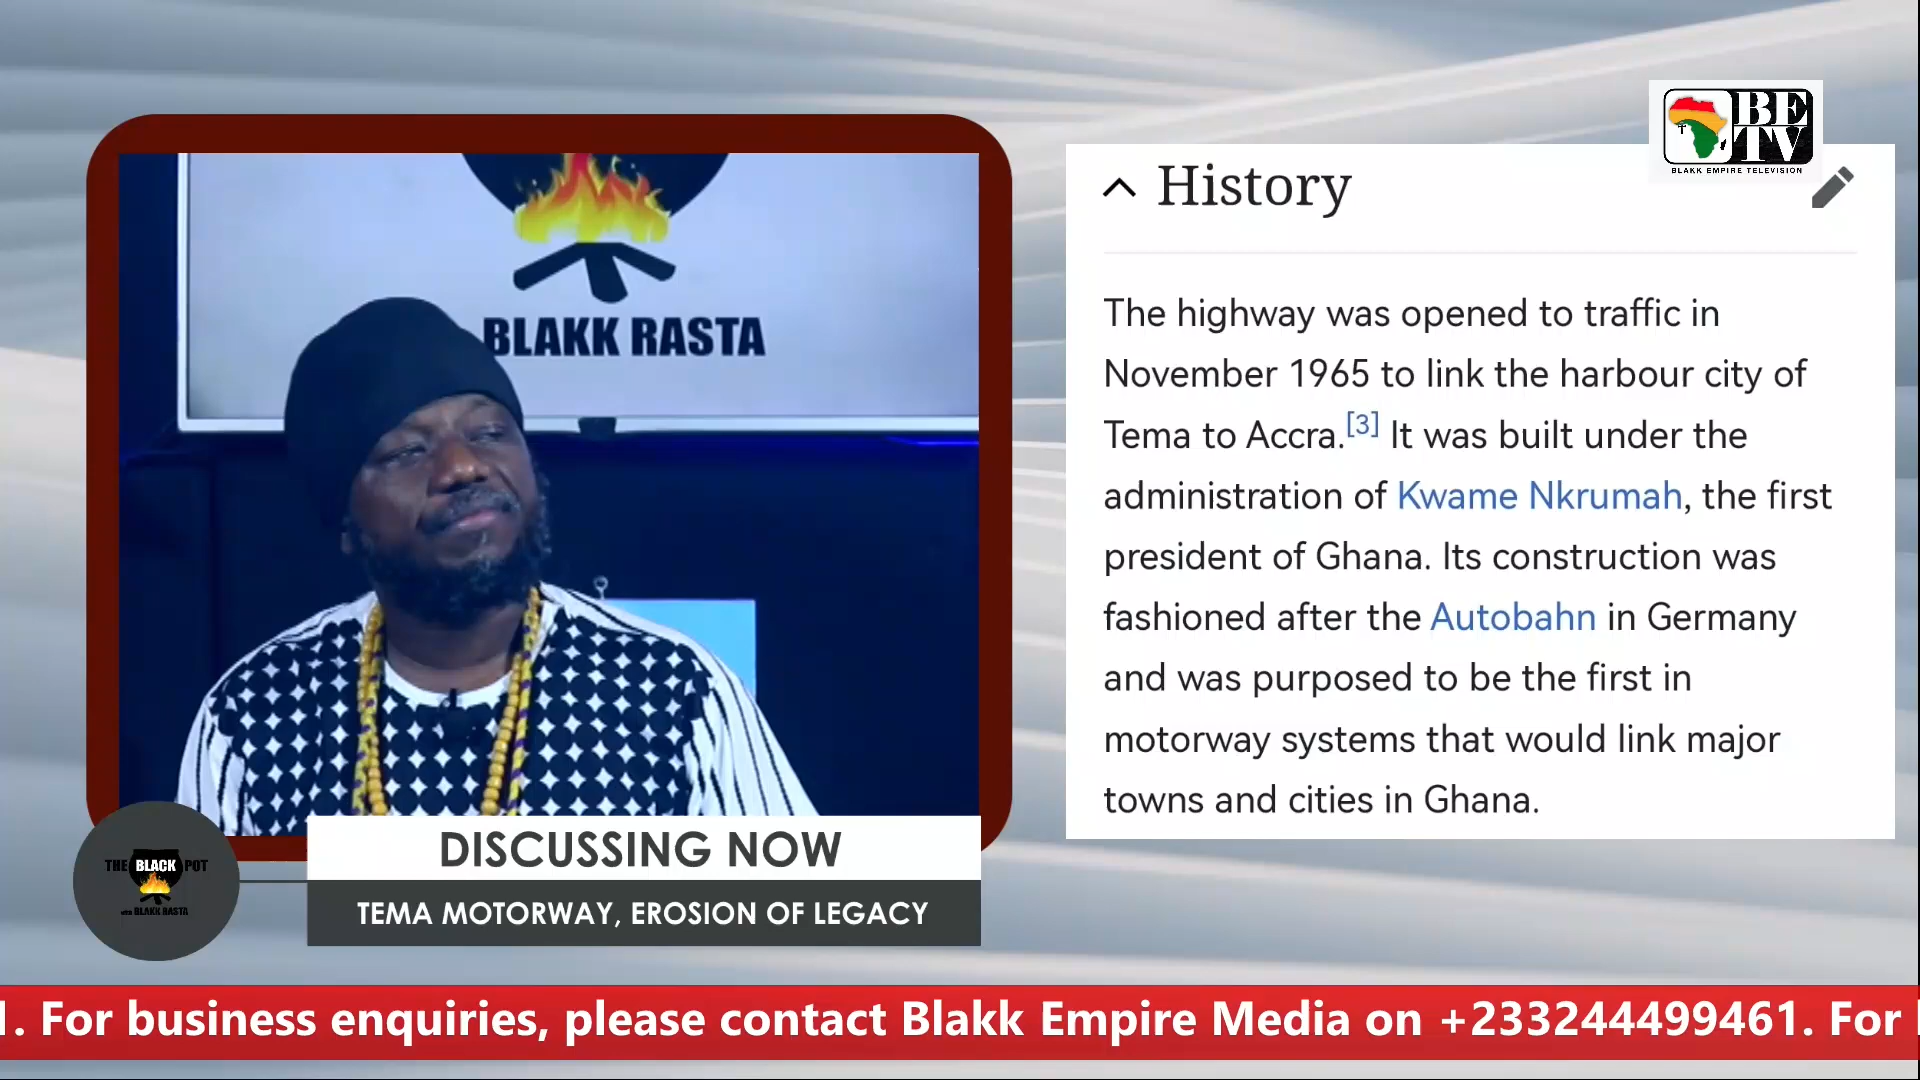 BE
TV
BLAKK EMPIRE TELEVISION
BLAKK RASTA
History
The highway was opened to traffic in
November 1965 to link the harbour city of
Tema to Accra.[3] It was built under the
administration of Kwame Nkrumah, the first
president of Ghana. Its construction was
fashioned after the Autobahn in Germany
and was purposed to be the first in
motorway systems that would link major
towns and cities in Ghana.
THE BLACK POT
with BLAKK RASTA
DISCUSSING NOW
TEMA MOTORWAY, EROSION OF LEGACY
1. For business enquiries, please contact Blakk Empire Media on +233244499461. For